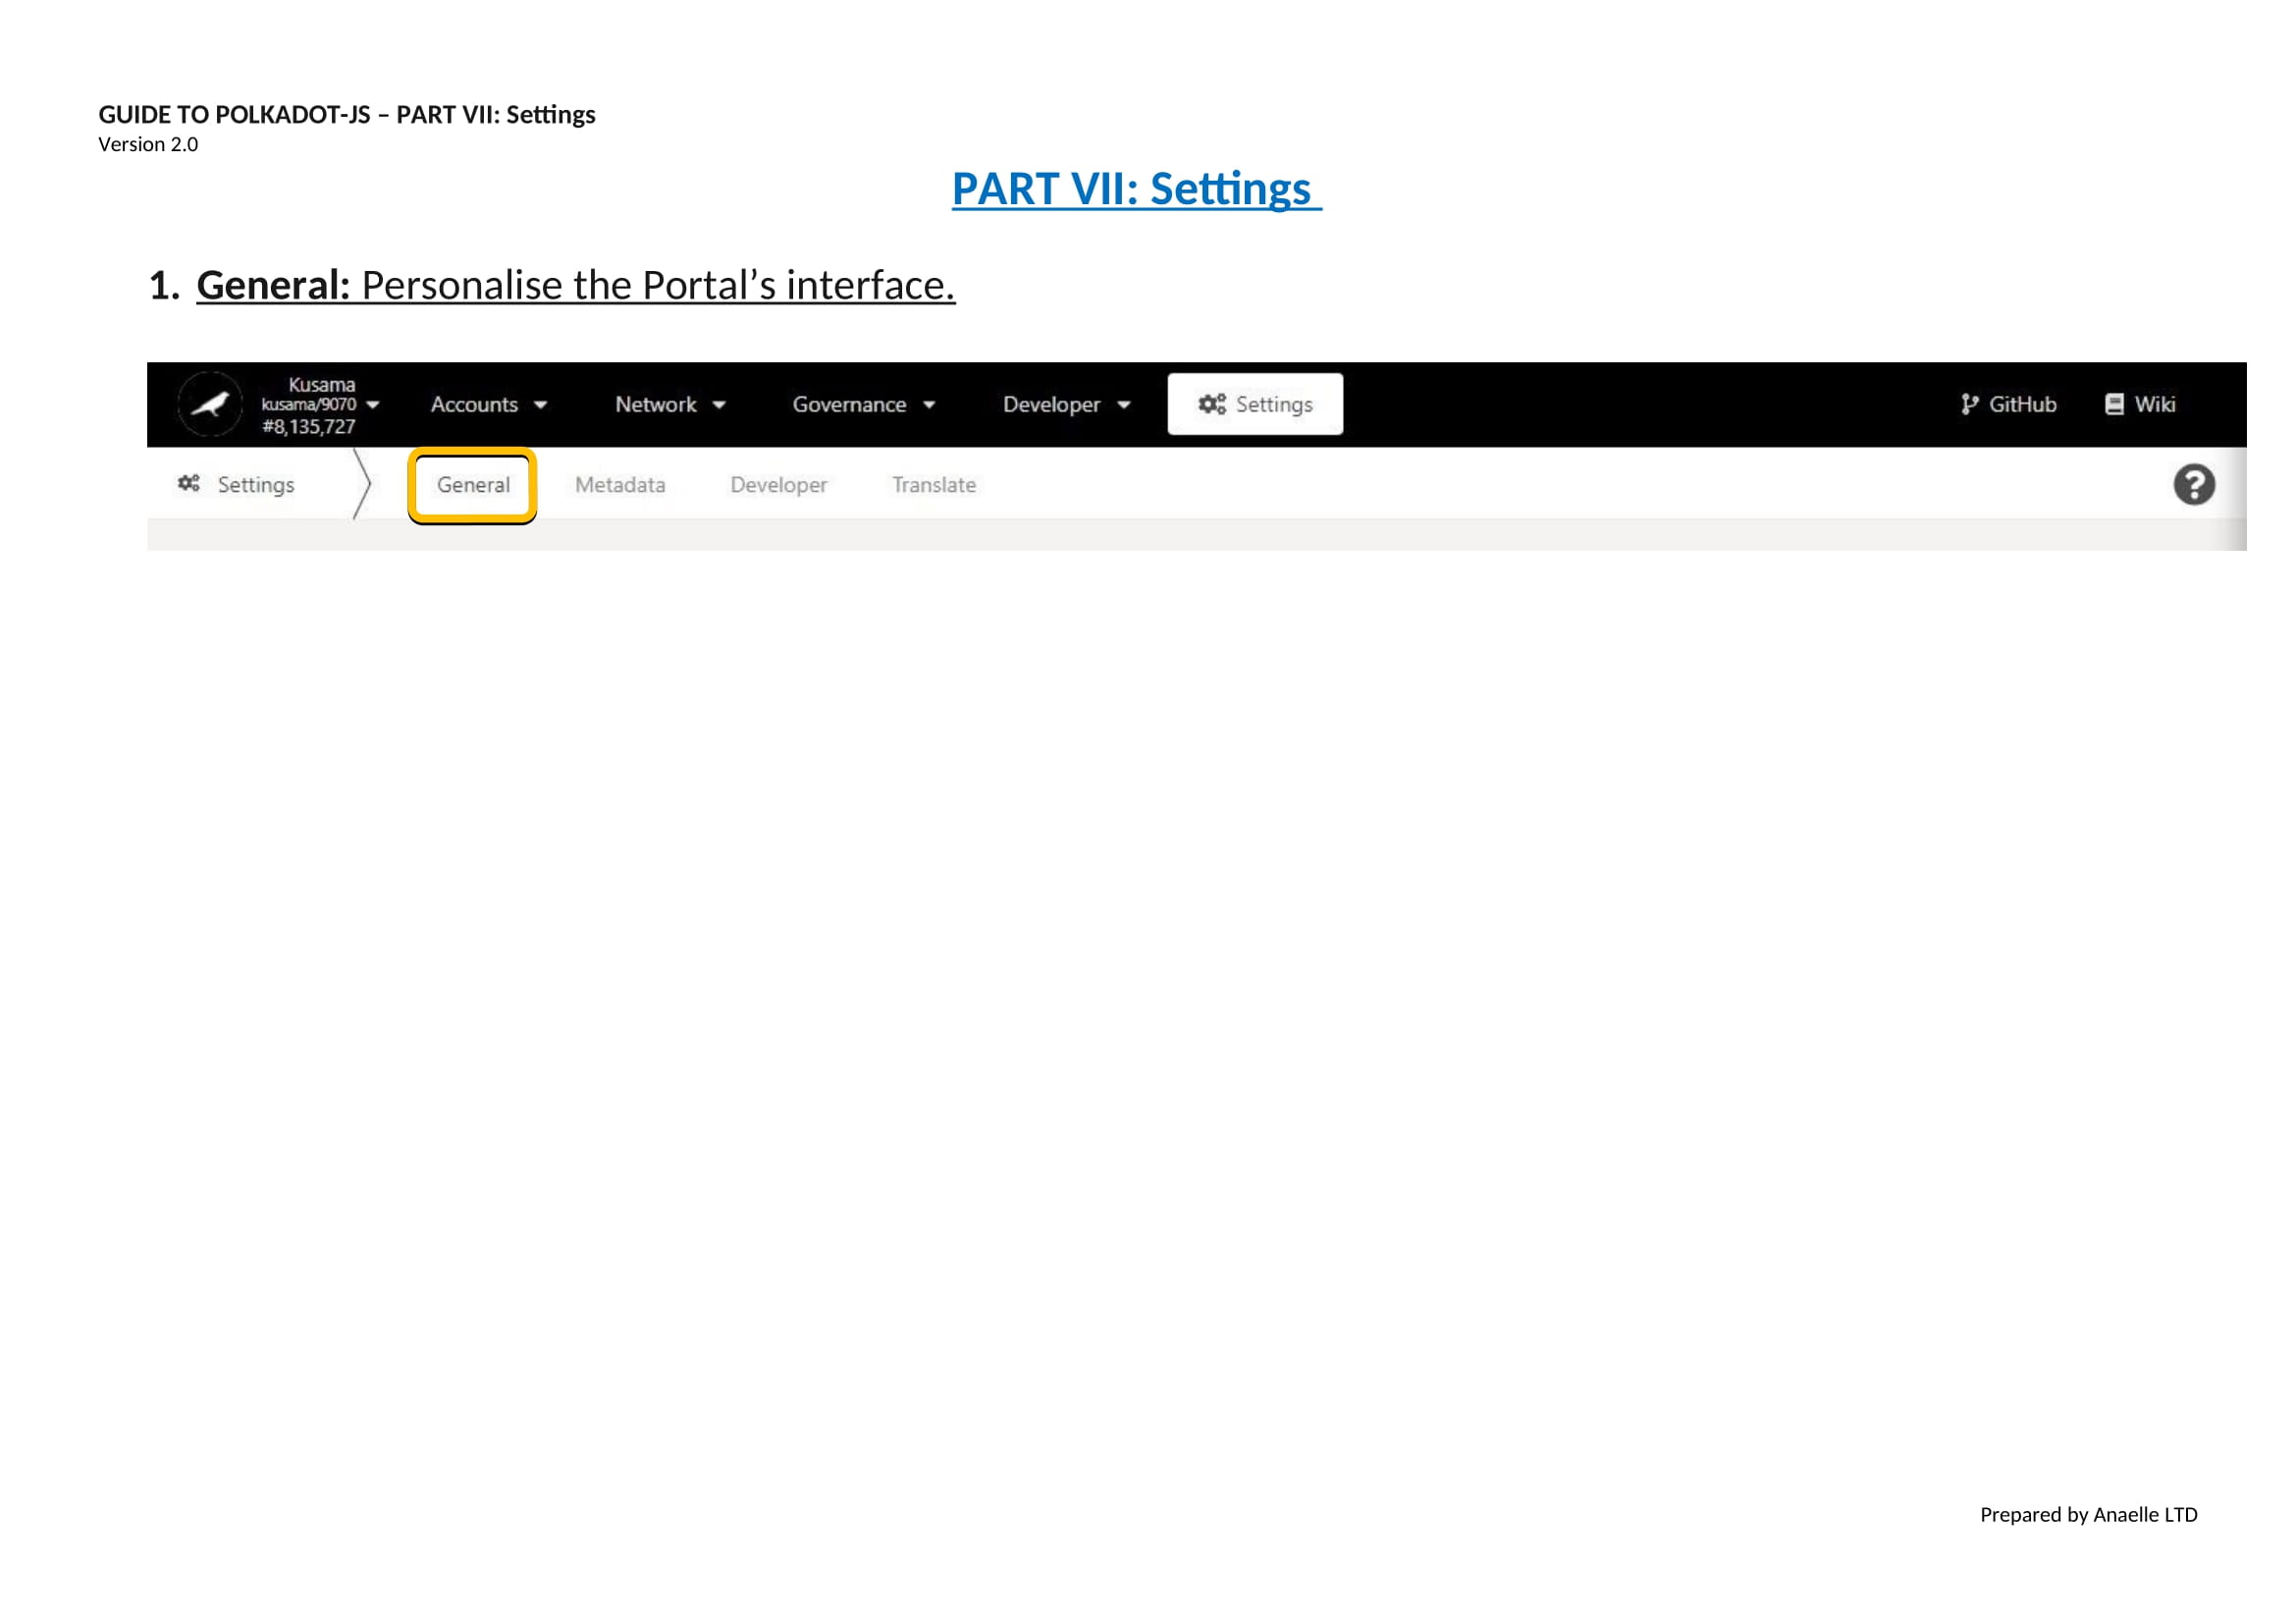 GUIDE TO POLKADOT-JS – PART VII: Settings
Version 2.0
PART VII: Settings
1. General: Personalise the Portal’s interface.
Kusama
kusama/9070
#8,135,727
Accounts Network Governance Developer Settings GitHub Wiki
Settings General Metadata Developer Translate ?
Prepared by Anaelle LTD